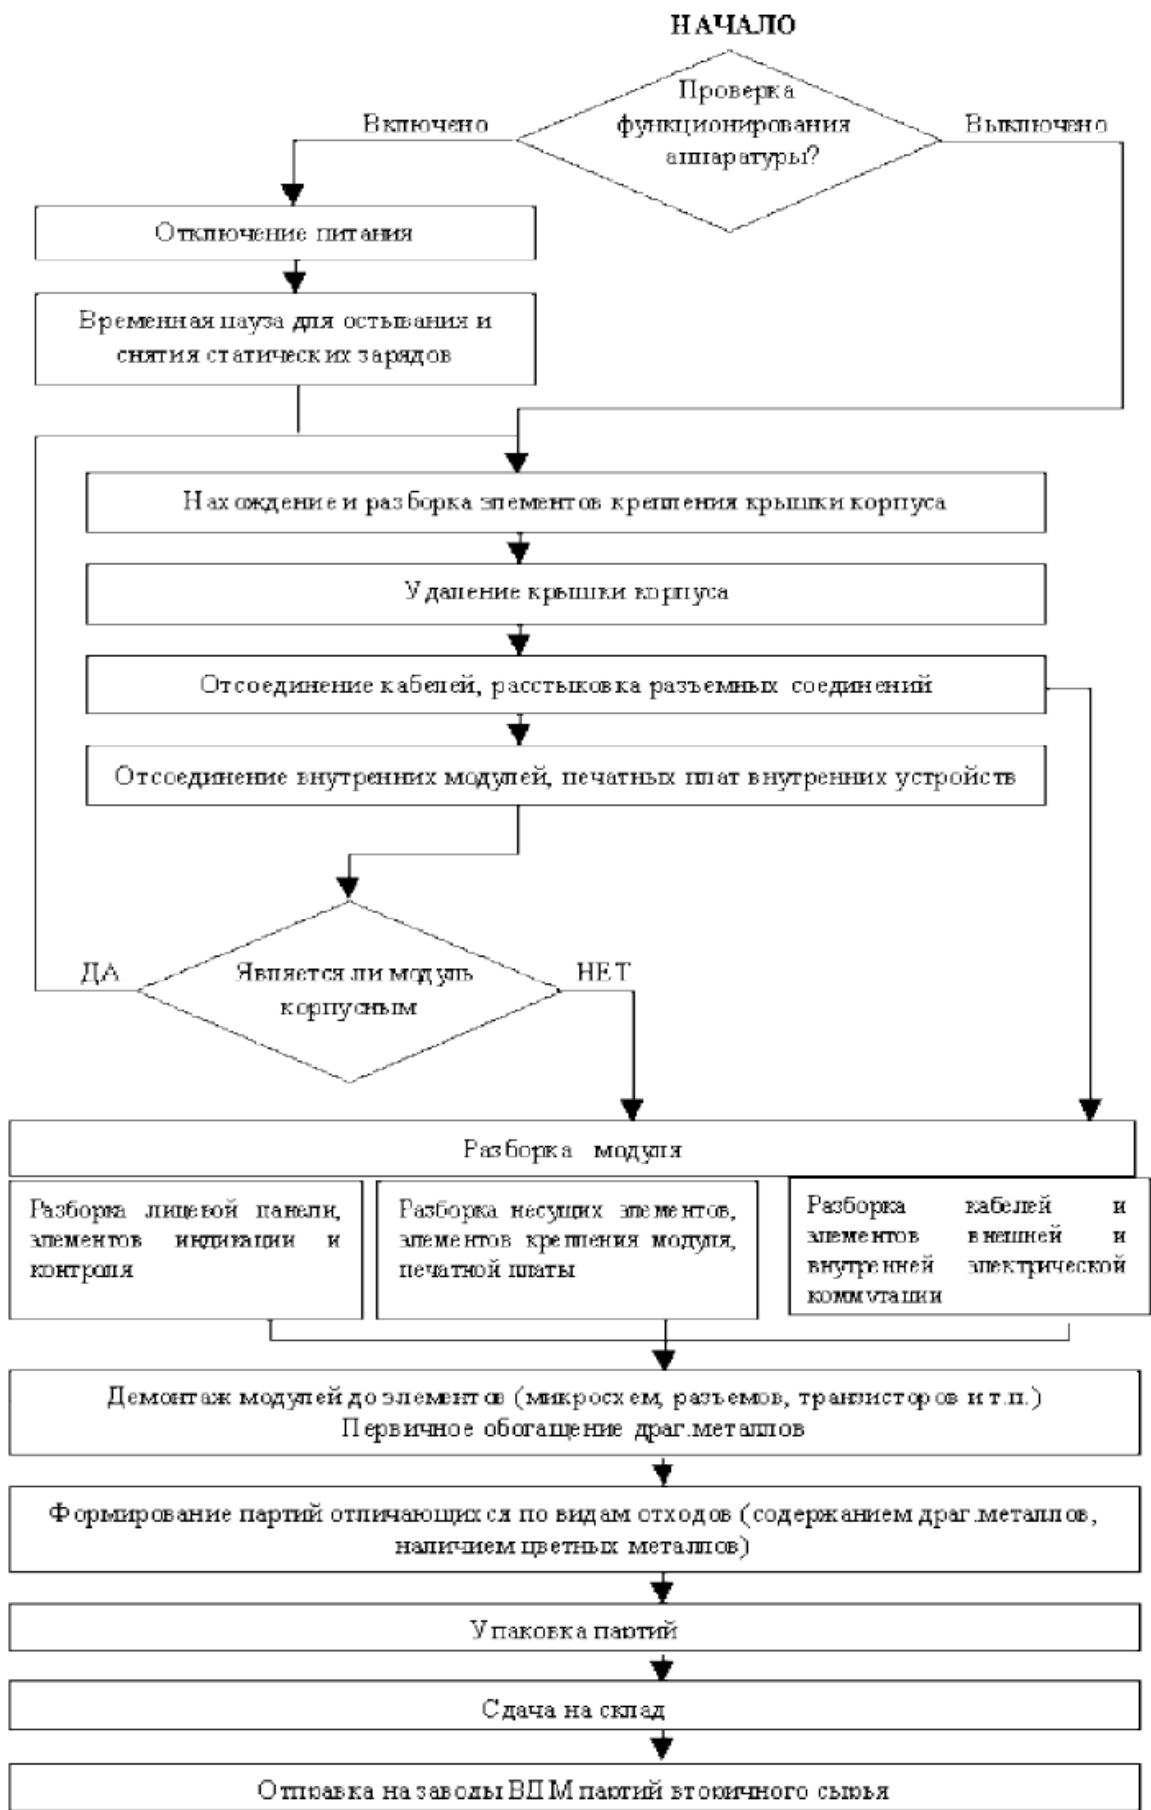 НАЧАЛО
Проверка
функционирования
аппаратуры?
Включено
Выключено
Отключение питания
Временная пауза для остывания и
снятия статических зарядов
Нахождение и разборка элементов крепления крышки корпуса
Удаление крышки корпуса
Отсоединение кабелей, расстыковка разъемных соединений
Отсоединение внутренних модулей, печатных плат внутренних устройств
ДА
Является ли модуль
корпусным
НЕТ
Разборка модуля
Разборка лицевой панели,
элементов индикации и
контроля
Разборка несущих элементов,
элементов крепления модуля,
печатной платы
Разборка кабелей и
элементов внешней и
внутренней электрической
коммутации
Демонтаж модулей до элементов (микросхем, разъемов, транзисторов и т.п.)
Первичное обогащение драг.металлов
Формирование партий отличающихся по видам отходов (содержанием драг.металлов,
наличием цветных металлов)
Упаковка партий
Сдача на склад
Отправка на заводы ВДМ партий вторичного сырья